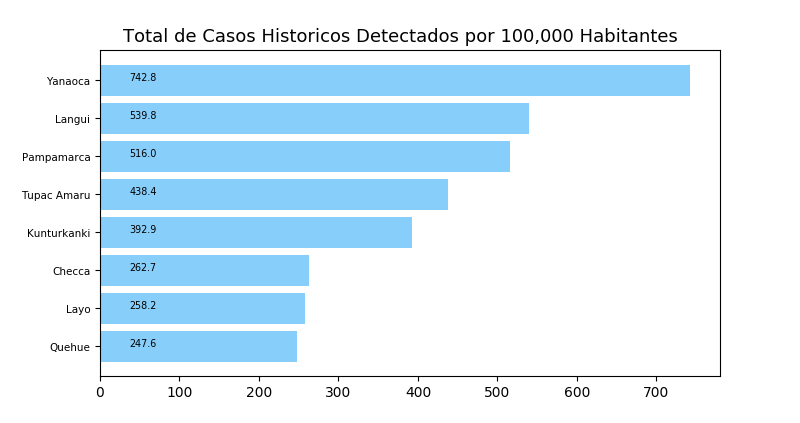 Total de Casos Historicos Detectados por 100,000 Habitantes
Yanaoca 742.8
Langui 539.8
Pampamarca 516.0
Tupac Amaru 438.4
Kunturkanki 392.9
Checca 262.7
Layo 258.2
Quehue 247.6
0 100 200 300 400 500 600 700